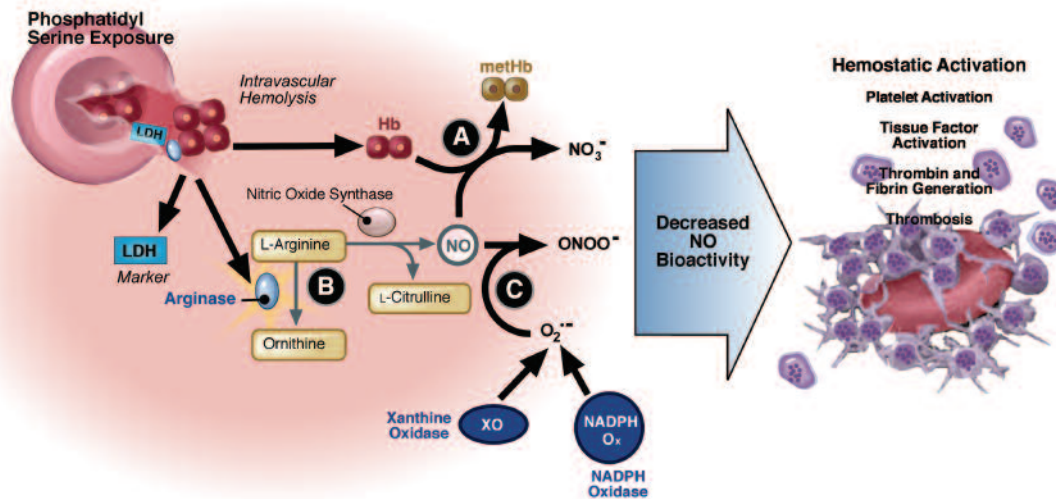 Phosphatidyl
Serine Exposure
LDH
Intravascular
Hemolysis
Hb
A
metHb
NO3-
Nitric Oxide Synthase
LDH
Marker
L-Arginine
NO
ONOO-
Arginase
B
L-Citrulline
C
Ornithine
O2·-
Xanthine
Oxidase
XO
NADPH
Ox
NADPH
Oxidase
Decreased
NO
Bioactivity
Hemostatic Activation
Platelet Activation
Tissue Factor
Activation
Thrombin and
Fibrin Generation
Thrombosis